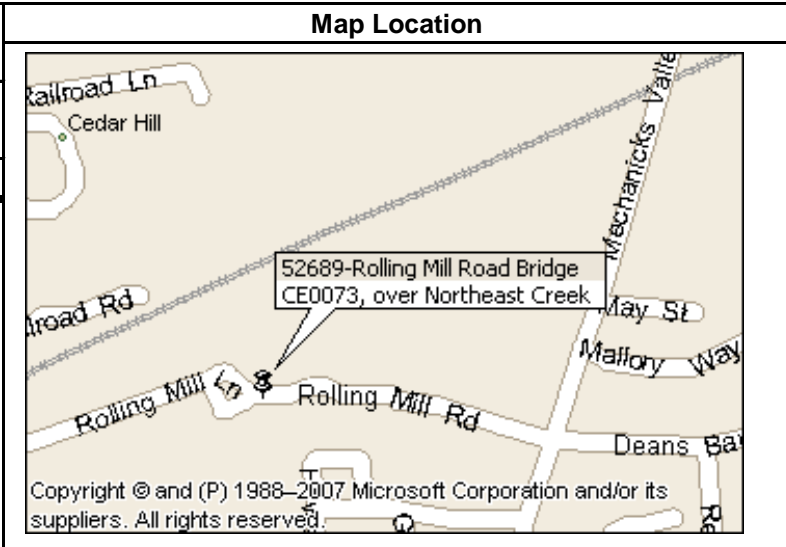 Map Location
Railroad Ln
Cedar Hill
Mechanicks Valle
52689-Rolling Mill Road Bridge
CE0073, over Northeast Creek
lroad Rd
May St
Mallory Way
Rolling Mill Ln
Rolling Mill Rd
Deans Ba
Copyright © and (P) 1988–2007 Microsoft Corporation and/or its
suppliers. All rights reserved.
G
Re